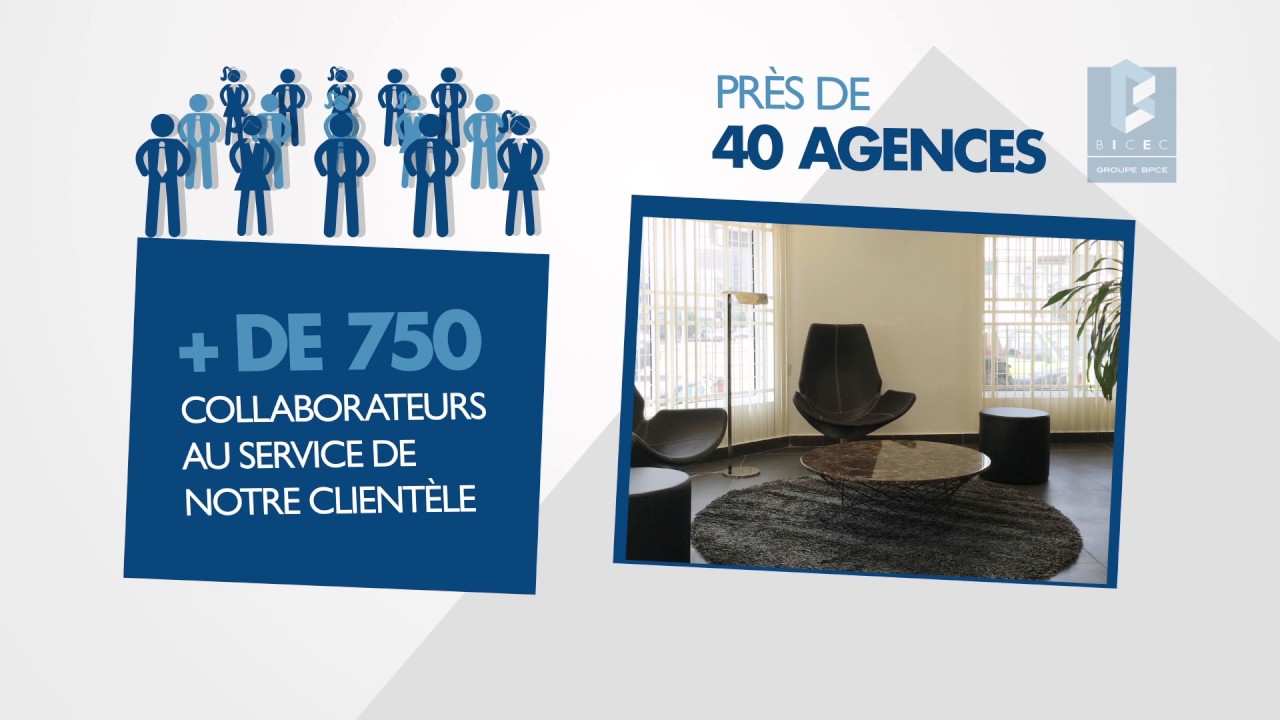 + DE 750
COLLABORATEURS
AU SERVICE DE
NOTRE CLIENTÈLE
PRÈS DE
40 AGENCES
BICEC
GROUPE BPCE